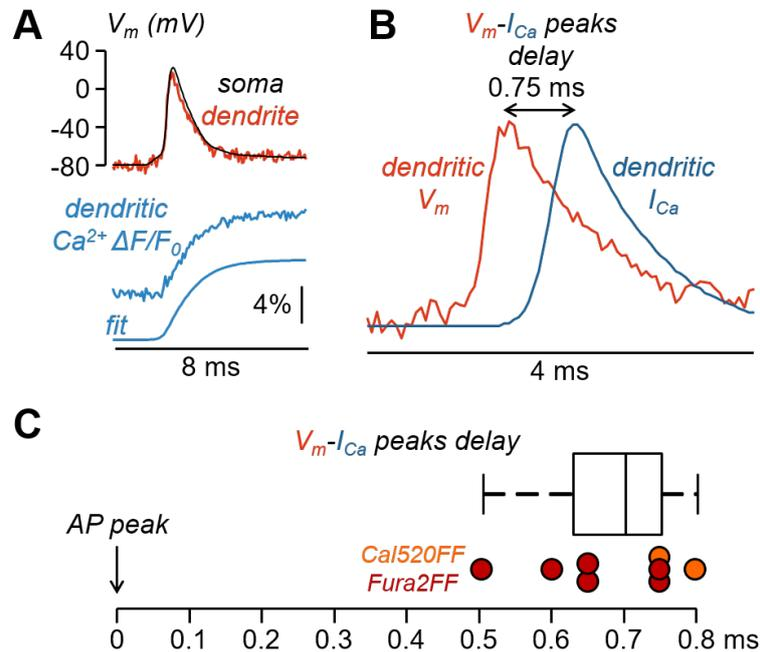 A
V_m (mV)
40
0
-40
-80
soma
dendrite
dendritic
Ca²⁺ ΔF/F₀
4%
fit
8 ms
B
V_m-I_Ca peaks
delay
0.75 ms
dendritic
V_m
dendritic
I_Ca
4 ms
C
V_m-I_Ca peaks delay
AP peak
Cal520FF
Fura2FF
0 0.1 0.2 0.3 0.4 0.5 0.6 0.7 0.8 ms